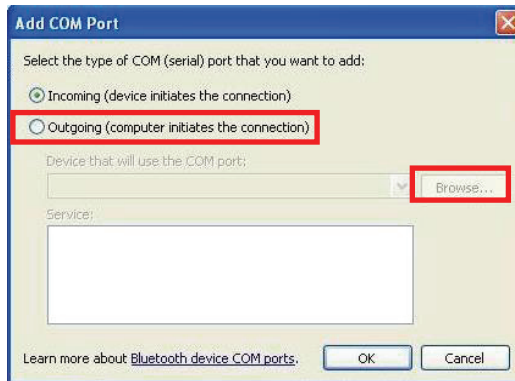 Add COM Port
Select the type of COM (serial) port that you want to add:
Incoming (device initiates the connection)
Outgoing (computer initiates the connection)
Device that will use the COM port:
Browse...
Service:
Learn more about Bluetooth device COM ports.
OK
Cancel